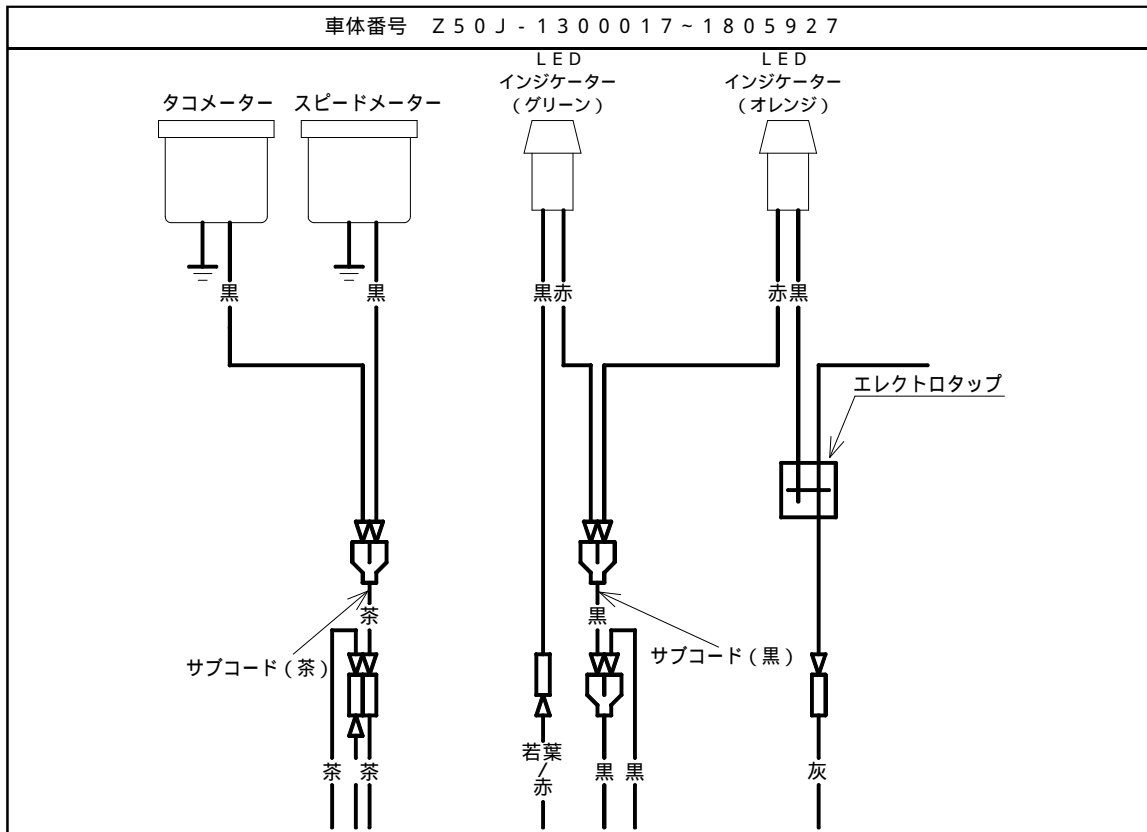 車体番号 Z50J-1300017~1805927
タコメーター
スピードメーター
LED
インジケーター
(グリーン)
LED
インジケーター
(オレンジ)
黒
黒
黒
赤
赤
黒
エレクトロタップ
茶
黒
サブコード(茶)
サブコード(黒)
茶
茶
若葉
/
赤
黒
黒
灰